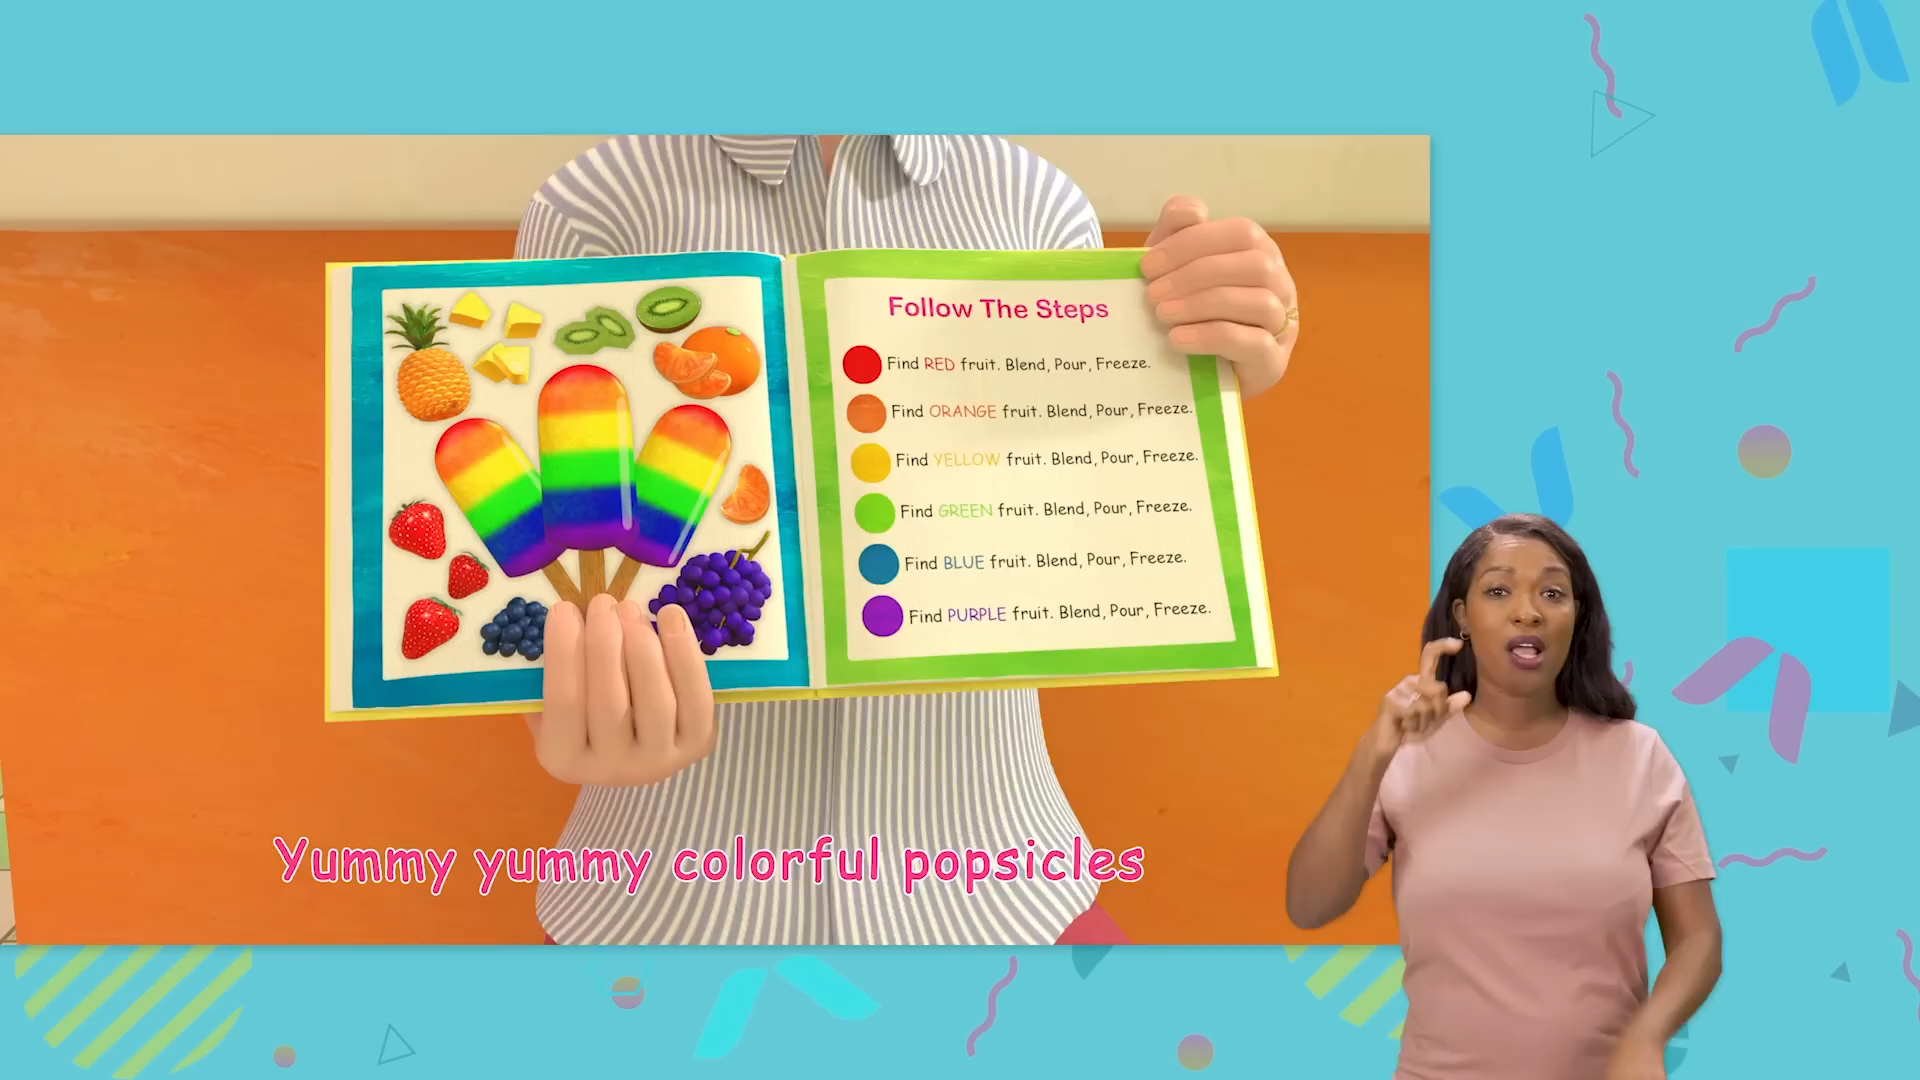 Follow The Steps
Find RED fruit. Blend, Pour, Freeze.
Find ORANGE fruit. Blend, Pour, Freeze.
Find YELLOW fruit. Blend, Pour, Freeze.
Find GREEN fruit. Blend, Pour, Freeze.
Find BLUE fruit. Blend, Pour, Freeze.
Find PURPLE fruit. Blend, Pour, Freeze.
Yummy yummy colorful popsicles